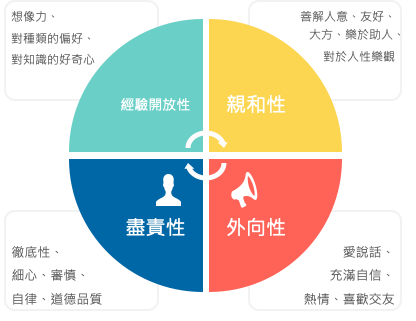 想像力、
對種類的偏好、
對知識的好奇心
善解人意、友好、
大方、樂於助人、
對於人性樂觀
經驗開放性
親和性
盡責性
外向性
徹底性、
細心、審慎、
自律、道德品質
愛說話、
充滿自信、
熱情、喜歡交友